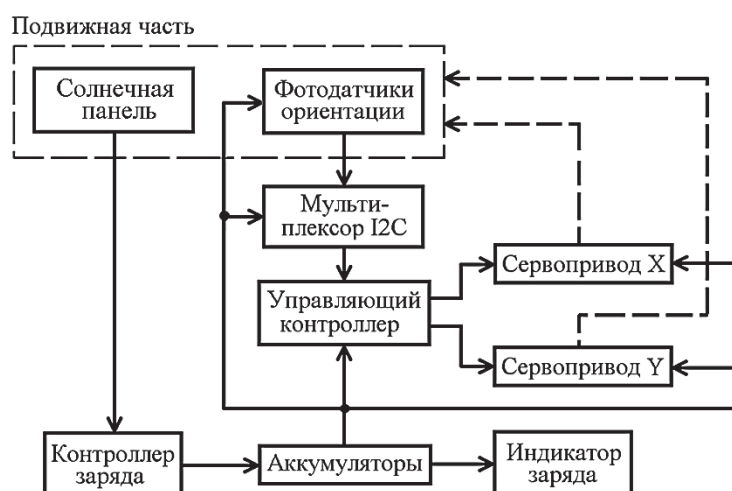 Подвижная часть
Солнечная
панель
Фотодатчики
ориентации
Мульти-
плексор I2C
Управляющий
контроллер
Сервопривод X
Сервопривод Y
Контроллер
заряда
Аккумуляторы
Индикатор
заряда